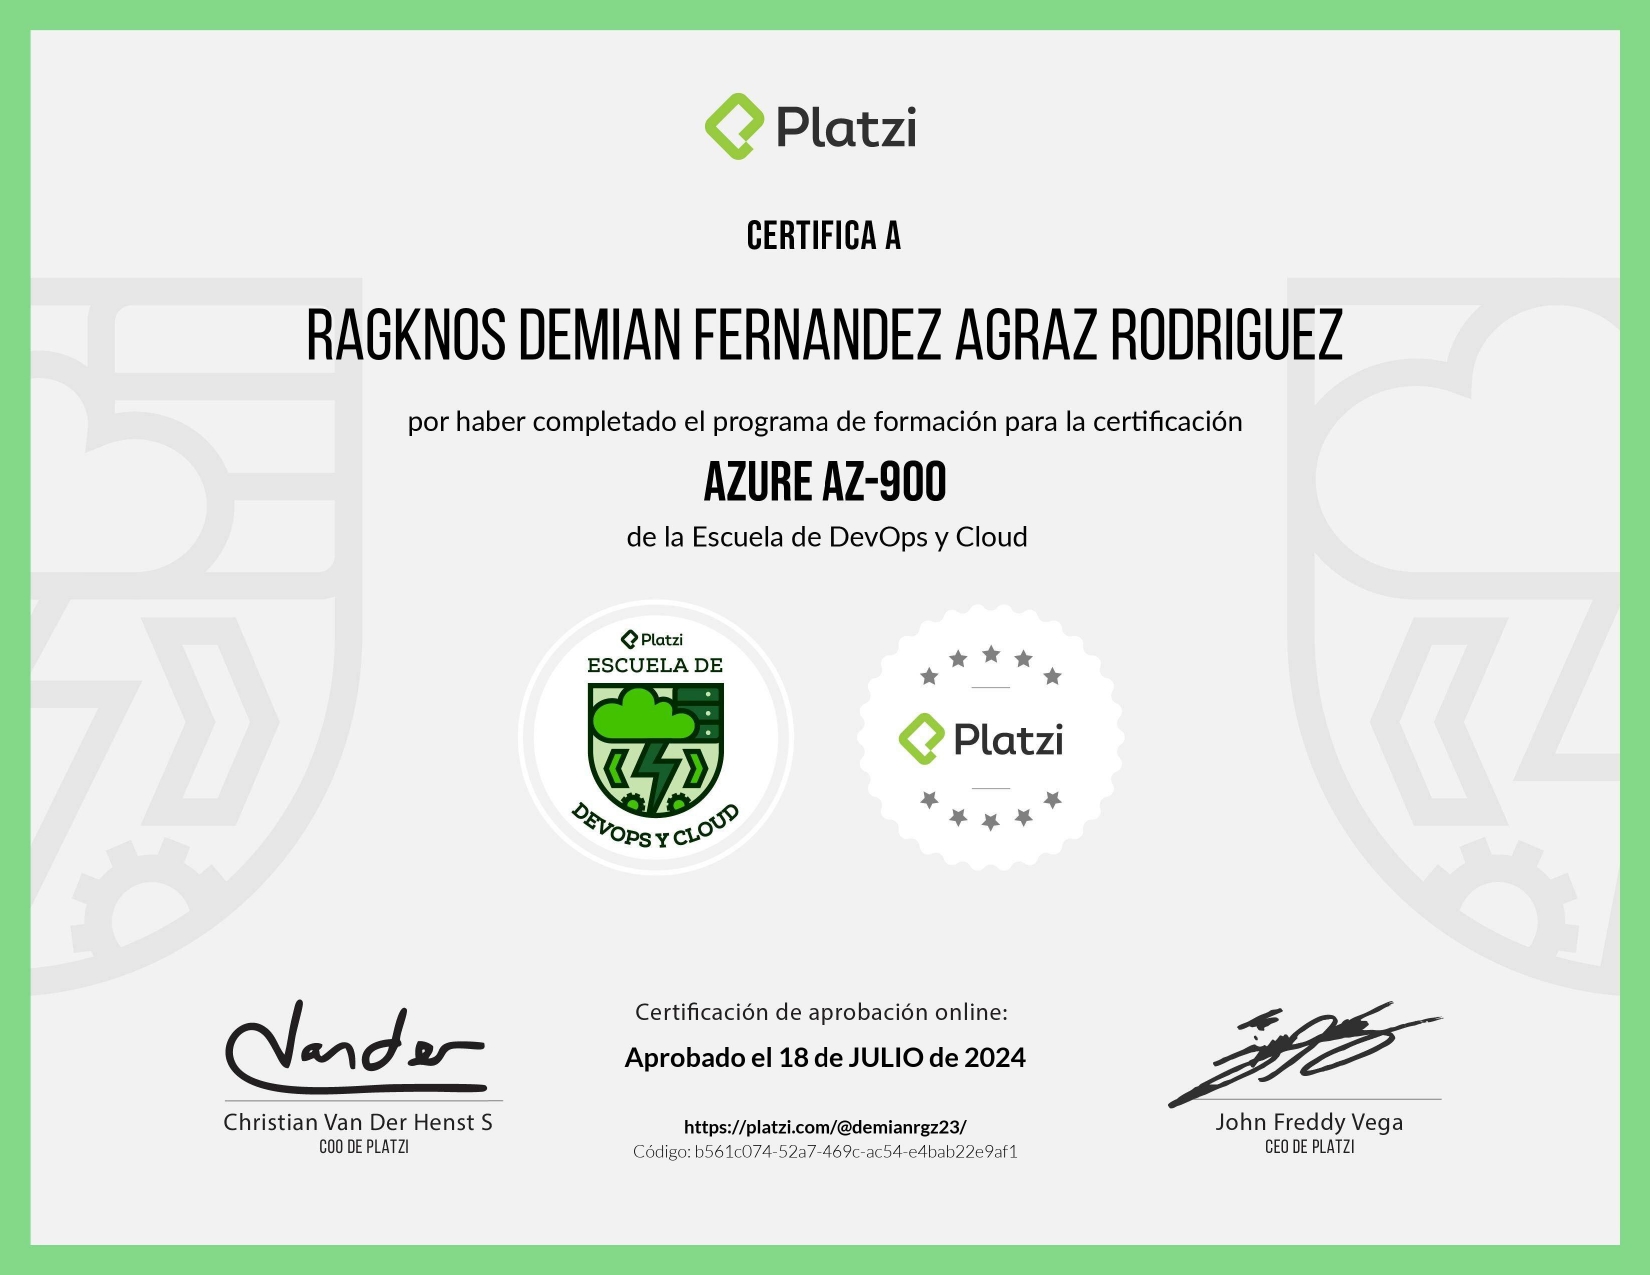 Platzi
CERTIFICA A
RAGKNOS DEMIAN FERNANDEZ AGRAZ RODRIGUEZ
por haber completado el programa de formación para la certificación
AZURE AZ-900
de la Escuela de DevOps y Cloud
Platzi
ESCUELA DE
DEVOPS Y CLOUD
Platzi
Vander
Christian Van Der Henst S
COO DE PLATZI
Certificación de aprobación online:
Aprobado el 18 de JULIO de 2024
https://platzi.com/@demianrgz23/
Código: b561c074-52a7-469c-ac54-e4bab22e9af1
John Freddy Vega
CEO DE PLATZI